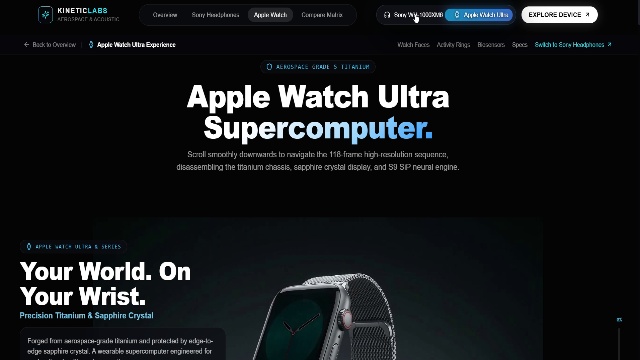 KINETICLABS
AEROSPACE & ACOUSTIC
Overview
Sony Headphones
Apple Watch
Compare Matrix
Sony WH-1000XM6
Apple Watch Ultra
EXPLORE DEVICE
Back to Overview
Apple Watch Ultra Experience
Watch Faces
Activity Rings
Biosensors
Specs
Switch to Sony Headphones
AEROSPACE GRADE 5 TITANIUM
Apple Watch Ultra
Supercomputer.
Scroll smoothly downwards to navigate the 118-frame high-resolution sequence,
disassembling the titanium chassis, sapphire crystal display, and S9 SiP neural engine.
APPLE WATCH ULTRA & SERIES
Your World. On
Your Wrist.
Precision Titanium & Sapphire Crystal
Forged from aerospace-grade titanium and protected by edge-to-
edge sapphire crystal. A wearable supercomputer engineered for